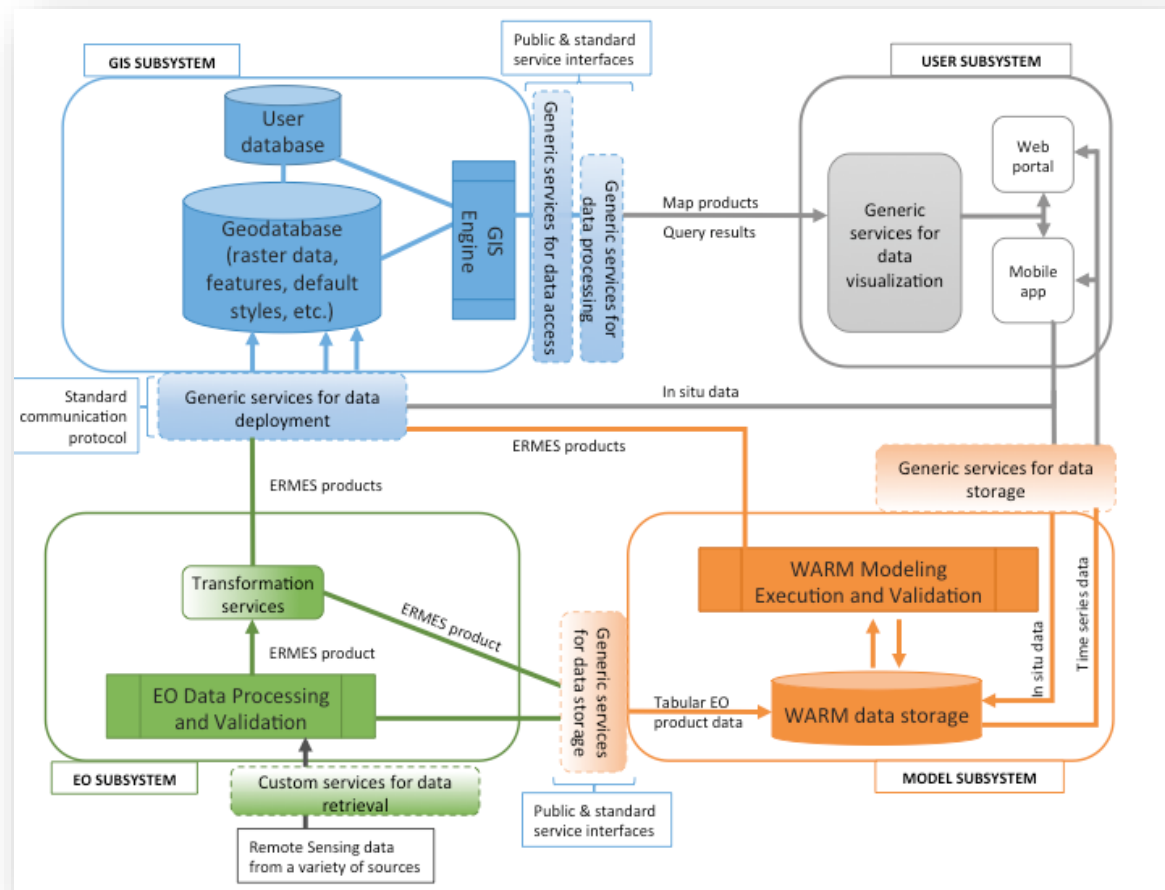 GIS SUBSYSTEM
Public & standard
service interfaces
USER SUBSYSTEM
User
database
Geodatabase
(raster data,
features, default
styles, etc.)
GIS
Engine
Generic services for data access
Generic services for
data processing
Map products
Query results
Generic
services for
data
visualization
Web
portal
Mobile
app
Standard
communication
protocol
Generic services for data
deployment
In situ data
ERMES products
ERMES products
Generic services for data
storage
Transformation
services
ERMES product
ERMES product
EO Data Processing
and Validation
Generic services
for data storage
WARM Modeling
Execution and Validation
In situ data
Time series data
Tabular EO
product data
WARM data storage
EO SUBSYSTEM
Custom services for data
retrieval
Public & standard
service interfaces
MODEL SUBSYSTEM
Remote Sensing data
from a variety of sources